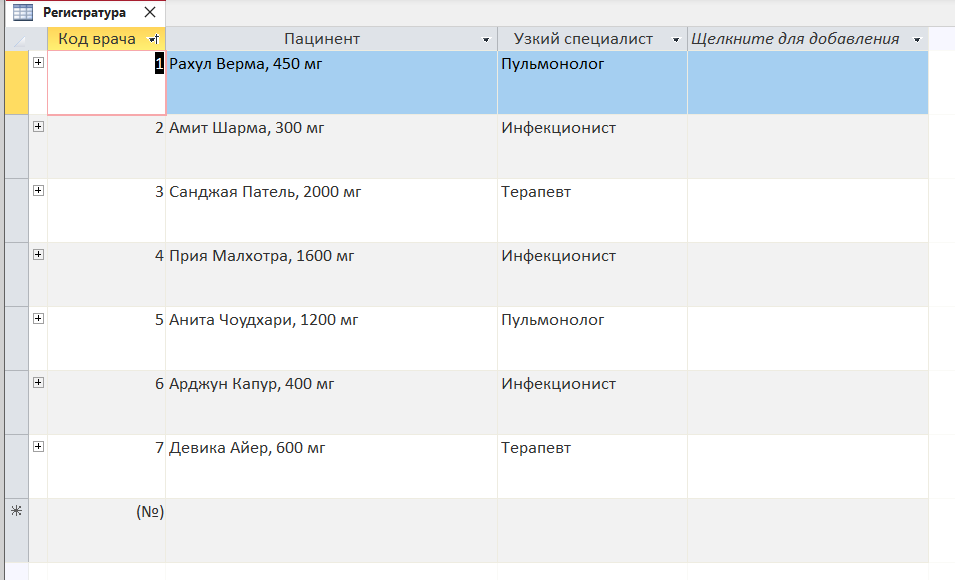 Регистратура
Код врача Пацинент Узкий специалист Щелкните для добавления
1 Рахул Верма, 450 мг Пульмонолог
2 Амит Шарма, 300 мг Инфекционист
3 Санджая Патель, 2000 мг Терапевт
4 Прия Малхотра, 1600 мг Инфекционист
5 Анита Чоудхари, 1200 мг Пульмонолог
6 Арджун Капур, 400 мг Инфекционист
7 Девика Айер, 600 мг Терапевт
(№)